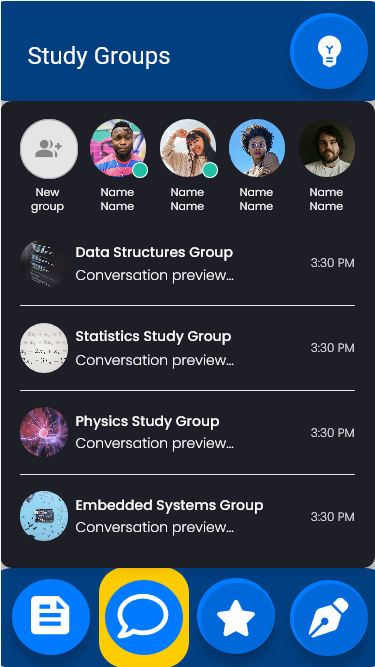 Study Groups
New
group
Name
Name
Name
Name
Name
Name
Name
Name
Data Structures Group
Conversation preview...
3:30 PM
Statistics Study Group
Conversation preview...
3:30 PM
Physics Study Group
Conversation preview...
3:30 PM
Embedded Systems Group
Conversation preview...
3:30 PM